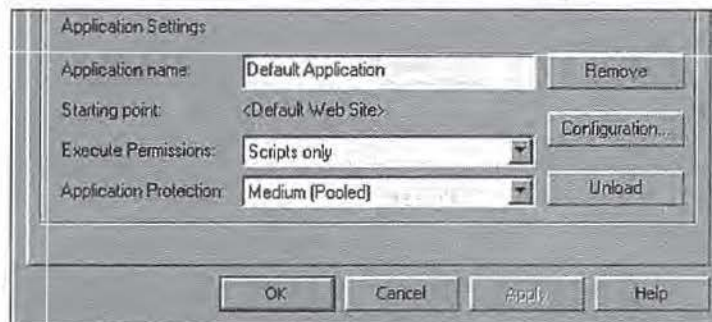 Application Settings
Application name: Default Application Remove
Starting point: <Default Web Site>
Configuration...
Execute Permissions: Scripts only
Application Protection: Medium (Pooled) Unload
OK Cancel Apply Help